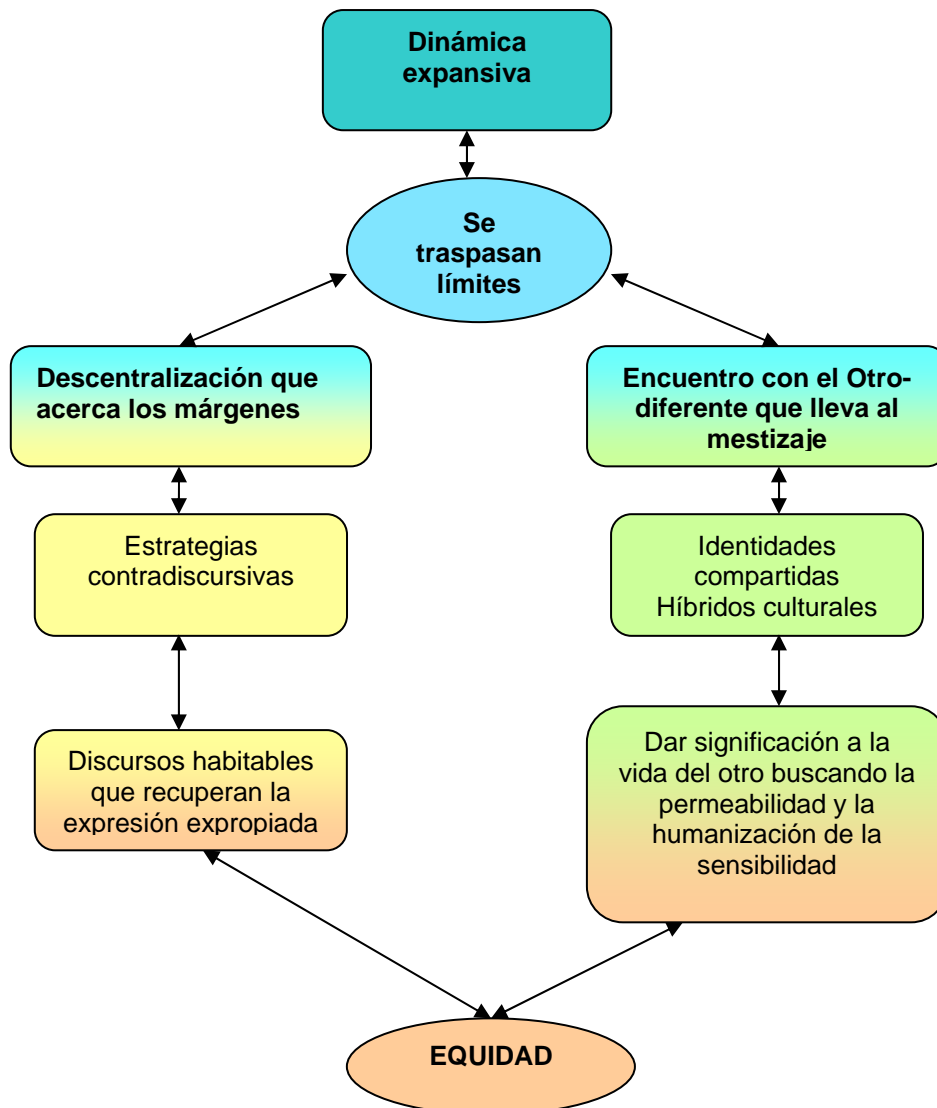 Dinámica
expansiva
Se
traspasan
límites
Descentralización que
acerca los márgenes
Encuentro con el Otro-
diferente que lleva al
mestizaje
Estrategias
contradiscursivas
Identidades
compartidas
Híbridos culturales
Discursos habitables
que recuperan la
expresión expropiada
Dar significación a la
vida del otro buscando la
permeabilidad y la
humanización de la
sensibilidad
EQUIDAD